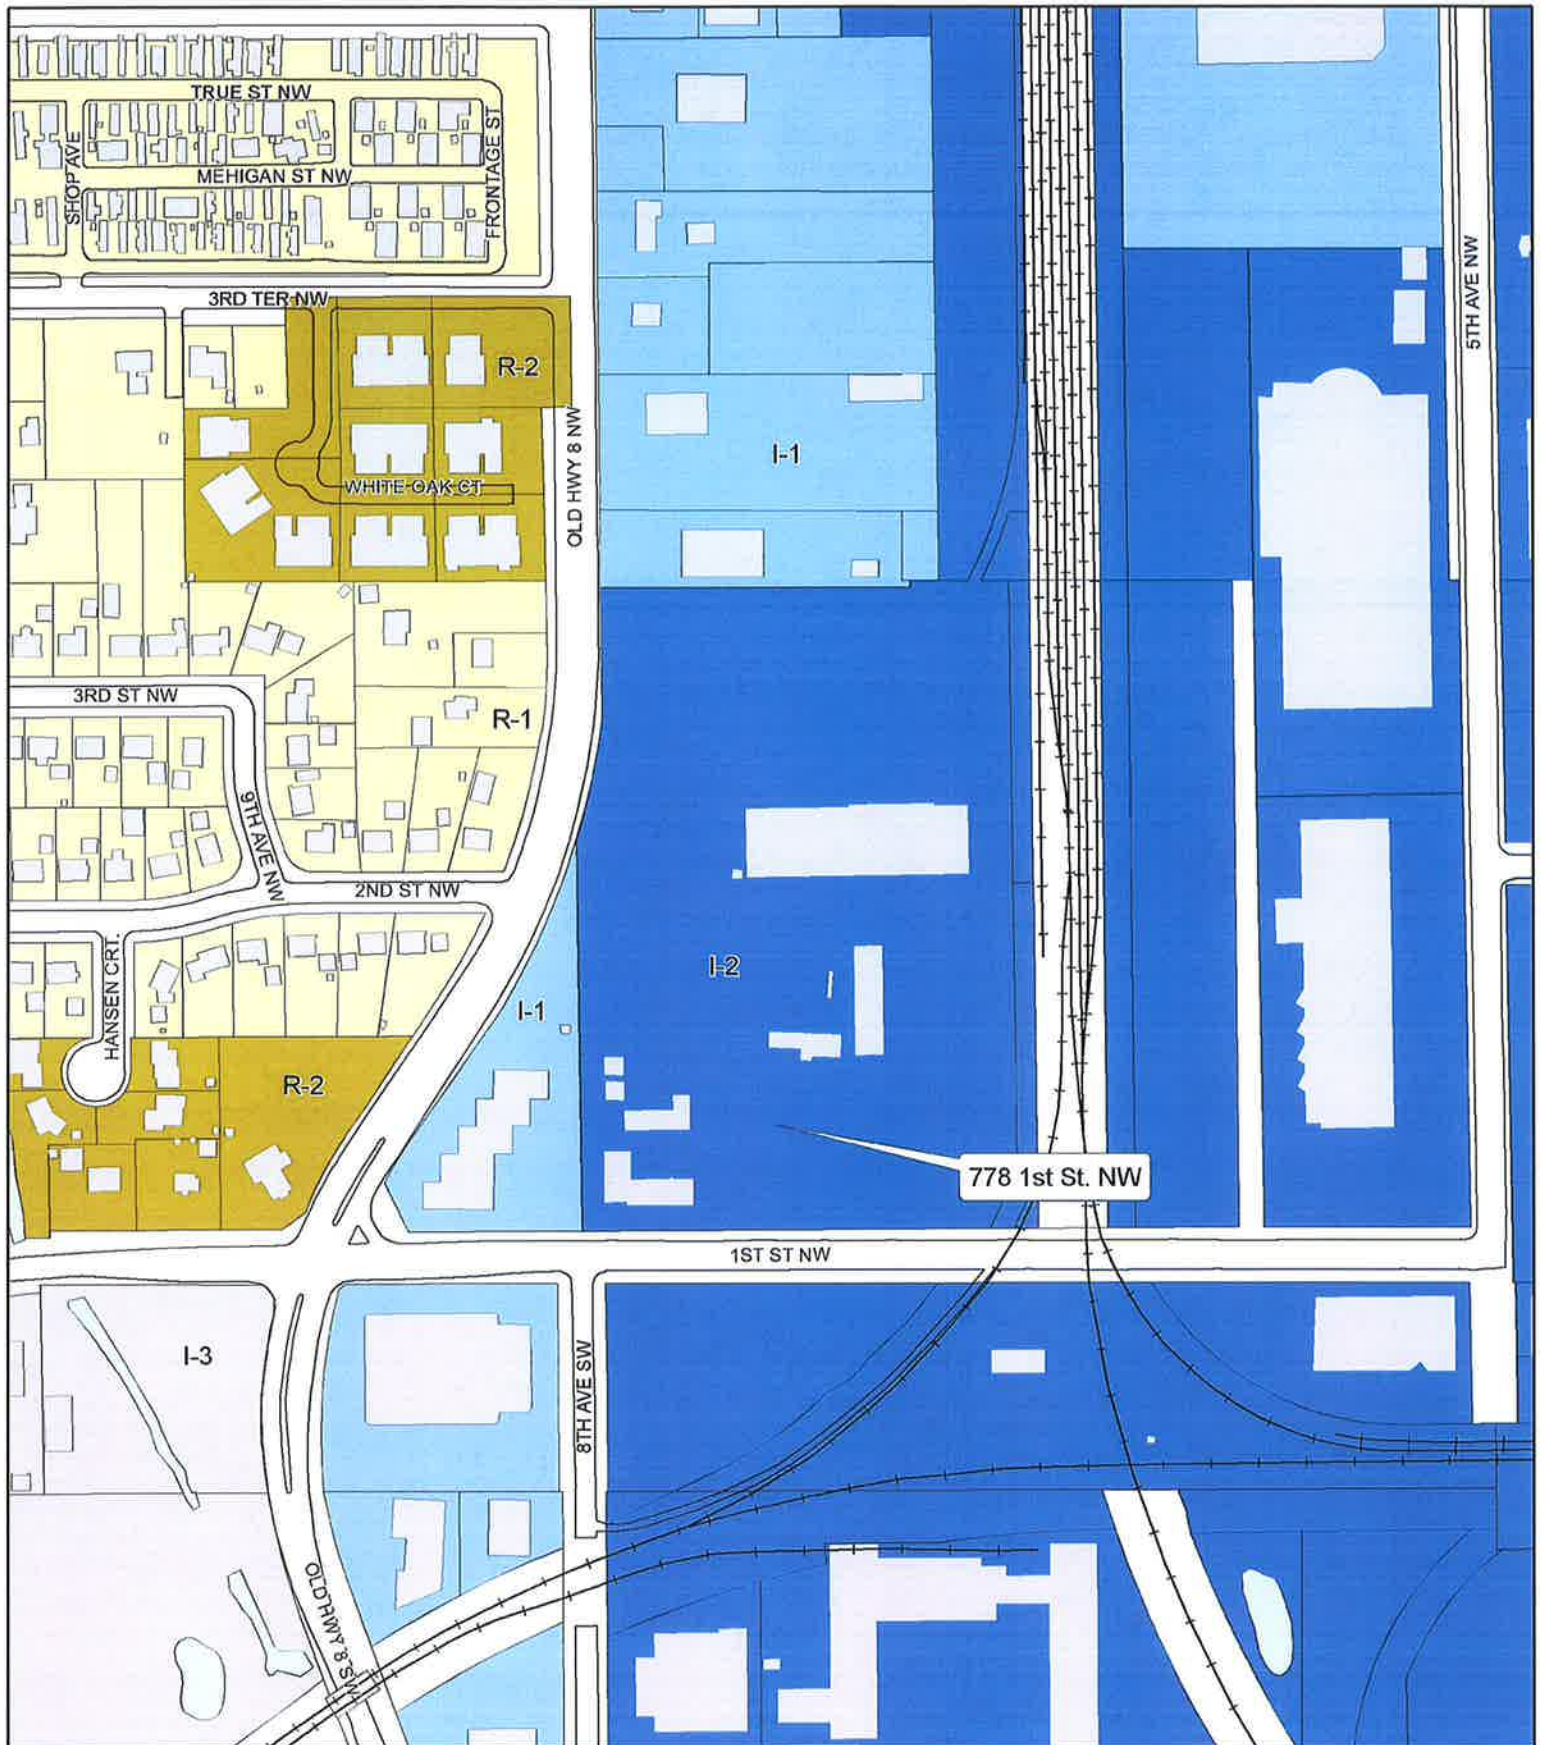 TRUE ST NW
SHOP AVE
FRONTAGE ST
MEHIGAN ST NW
5TH AVE NW
3RD TER NW
R-2
OLD HWY 8 NW
I-1
WHITE OAK CT
3RD ST NW
R-1
9TH AVE NW
2ND ST NW
HANSEN CRT.
I-2
I-1
R-2
778 1st St. NW
1ST ST NW
I-3
8TH AVE SW
OLD HWY 8 SW